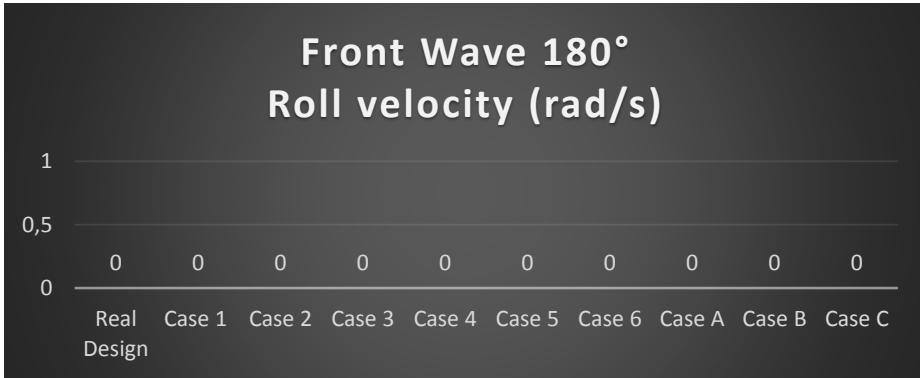 Front Wave 180°
Roll velocity (rad/s)
1
0,5
0
0 0 0 0 0 0 0 0 0 0
Real Design Case 1 Case 2 Case 3 Case 4 Case 5 Case 6 Case A Case B Case C